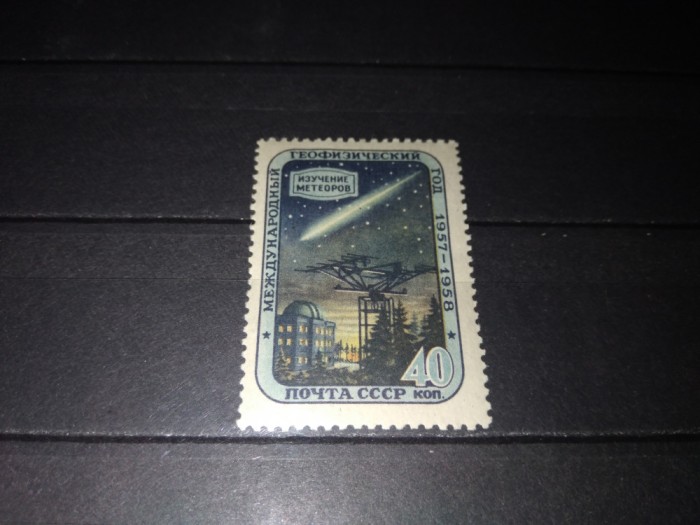 МЕЖДУНАРОДНЫЙ
ГЕОФИЗИЧЕСКИЙ
ГОД 1957-1958
ИЗУЧЕНИЕ
МЕТЕОРОВ
40
ПОЧТА СССР КОП.